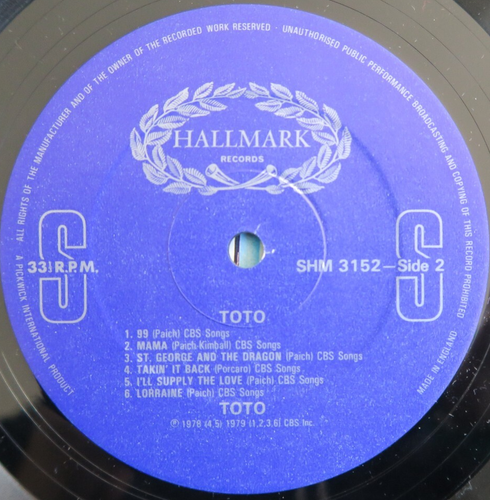 ALL RIGHTS OF THE MANUFACTURER AND OF THE OWNER OF THE RECORDED WORK RESERVED · UNAUTHORISED PUBLIC PERFORMANCE BROADCASTING AND COPYING OF THIS RECORD PROHIBITED
HALLMARK
RECORDS
S S
33⅓ R.P.M.
SHM 3152—Side 2
TOTO
1. 99 (Paich) CBS Songs
2. MAMA (Paich-Kimball) CBS Songs
3. ST. GEORGE AND THE DRAGON (Paich) CBS Songs
4. TAKIN' IT BACK (Porcaro) CBS Songs
5. I'LL SUPPLY THE LOVE (Paich) CBS Songs
6. LORRAINE (Paich) CBS Songs
TOTO
Ⓟ 1978 (4,5) 1979 (1,2,3,6) CBS Inc.
A PICKWICK INTERNATIONAL PRODUCT
MADE IN ENGLAND